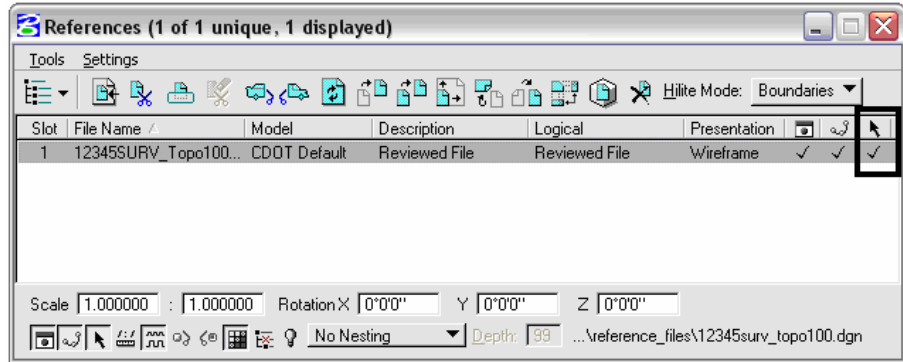 References (1 of 1 unique, 1 displayed)
Tools Settings
Hilite Mode: Boundaries
Slot File Name Model Description Logical Presentation
1 12345SURV_Topo100... CDOT Default Reviewed File Reviewed File Wireframe
Scale 1.000000 : 1.000000 Rotation X 0°0'0" Y 0°0'0" Z 0°0'0"
No Nesting Depth: 99 ...\reference_files\12345surv_topo100.dgn